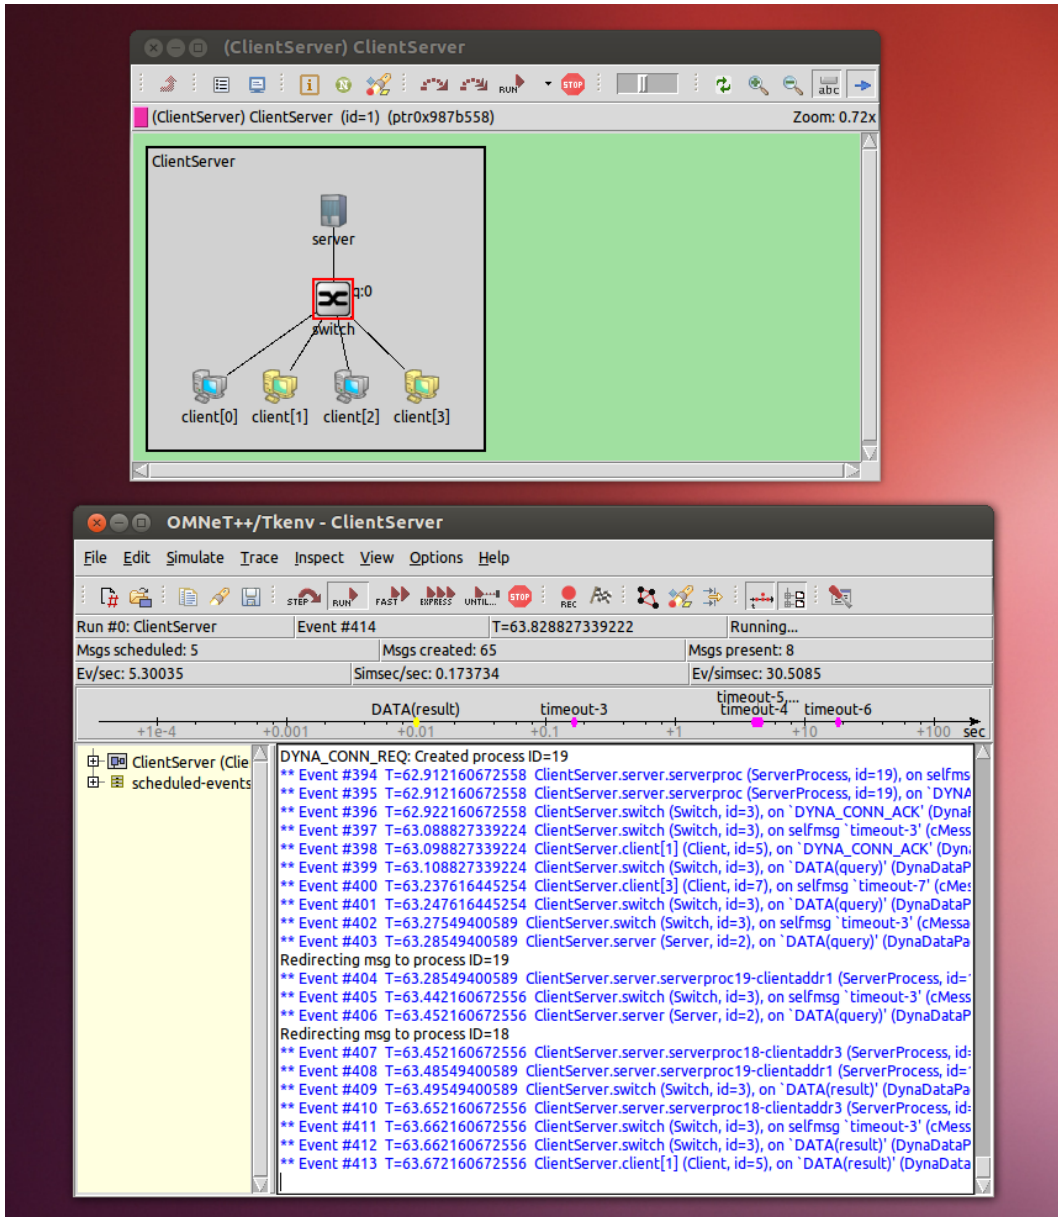 (ClientServer) ClientServer
RUN
STOP
abc
(ClientServer) ClientServer (id=1) (ptr0x987b558)
Zoom: 0.72x
ClientServer
server
q:0
switch
client[0] client[1] client[2] client[3]
OMNeT++/Tkenv - ClientServer
File Edit Simulate Trace Inspect View Options Help
STEP RUN FAST EXPRESS UNTIL... STOP REC
Run #0: ClientServer Event #414 T=63.828827339222 Running...
Msgs scheduled: 5 Msgs created: 65 Msgs present: 8
Ev/sec: 5.30035 Simsec/sec: 0.173734 Ev/simsec: 30.5085
timeout-5,...
DATA(result) timeout-3 timeout-4 timeout-6
+1e-4 +0.001 +0.01 +0.1 +1 +10 +100 sec
ClientServer (Clie
scheduled-events
DYNA_CONN_REQ: Created process ID=19
** Event #394 T=62.912160672558 ClientServer.server.serverproc (ServerProcess, id=19), on selfms
** Event #395 T=62.912160672558 ClientServer.server.serverproc (ServerProcess, id=19), on `DYNA
** Event #396 T=62.922160672558 ClientServer.switch (Switch, id=3), on `DYNA_CONN_ACK' (Dynal
** Event #397 T=63.088827339224 ClientServer.switch (Switch, id=3), on selfmsg `timeout-3' (cMess
** Event #398 T=63.098827339224 ClientServer.client[1] (Client, id=5), on `DYNA_CONN_ACK' (Dyna
** Event #399 T=63.108827339224 ClientServer.switch (Switch, id=3), on `DATA(query)' (DynaDataP
** Event #400 T=63.237616445254 ClientServer.client[3] (Client, id=7), on selfmsg `timeout-7' (cMes
** Event #401 T=63.247616445254 ClientServer.switch (Switch, id=3), on `DATA(query)' (DynaDataP
** Event #402 T=63.27549400589 ClientServer.switch (Switch, id=3), on selfmsg `timeout-3' (cMessa
** Event #403 T=63.28549400589 ClientServer.server (Server, id=2), on `DATA(query)' (DynaDataPa
Redirecting msg to process ID=19
** Event #404 T=63.28549400589 ClientServer.server.serverproc19-clientaddr1 (ServerProcess, id=1
** Event #405 T=63.442160672556 ClientServer.switch (Switch, id=3), on selfmsg `timeout-3' (cMess
** Event #406 T=63.452160672556 ClientServer.server (Server, id=2), on `DATA(query)' (DynaDataP
Redirecting msg to process ID=18
** Event #407 T=63.452160672556 ClientServer.server.serverproc18-clientaddr3 (ServerProcess, id=
** Event #408 T=63.48549400589 ClientServer.server.serverproc19-clientaddr1 (ServerProcess, id=1
** Event #409 T=63.49549400589 ClientServer.switch (Switch, id=3), on `DATA(result)' (DynaDataPa
** Event #410 T=63.652160672556 ClientServer.server.serverproc18-clientaddr3 (ServerProcess, id=
** Event #411 T=63.662160672556 ClientServer.switch (Switch, id=3), on selfmsg `timeout-3' (cMess
** Event #412 T=63.662160672556 ClientServer.switch (Switch, id=3), on `DATA(result)' (DynaDataP
** Event #413 T=63.672160672556 ClientServer.client[1] (Client, id=5), on `DATA(result)' (DynaData